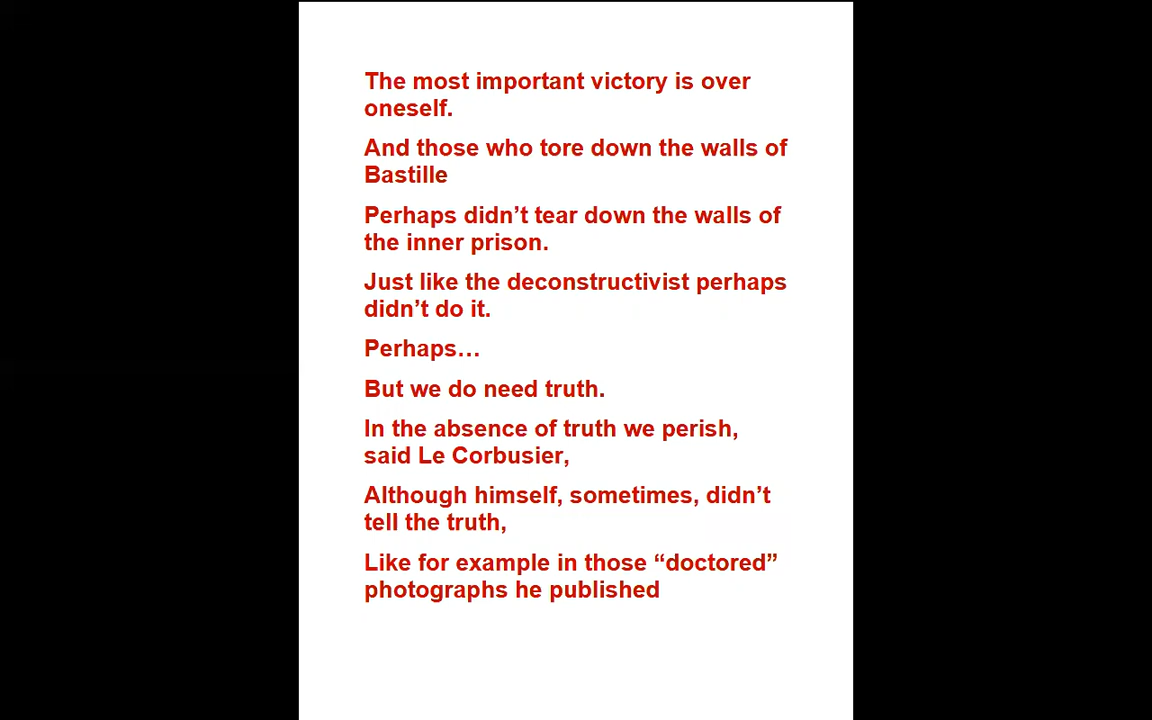 The most important victory is over
oneself.
And those who tore down the walls of
Bastille
Perhaps didn’t tear down the walls of
the inner prison.
Just like the deconstructivist perhaps
didn’t do it.
Perhaps…
But we do need truth.
In the absence of truth we perish,
said Le Corbusier,
Although himself, sometimes, didn’t
tell the truth,
Like for example in those “doctored”
photographs he published